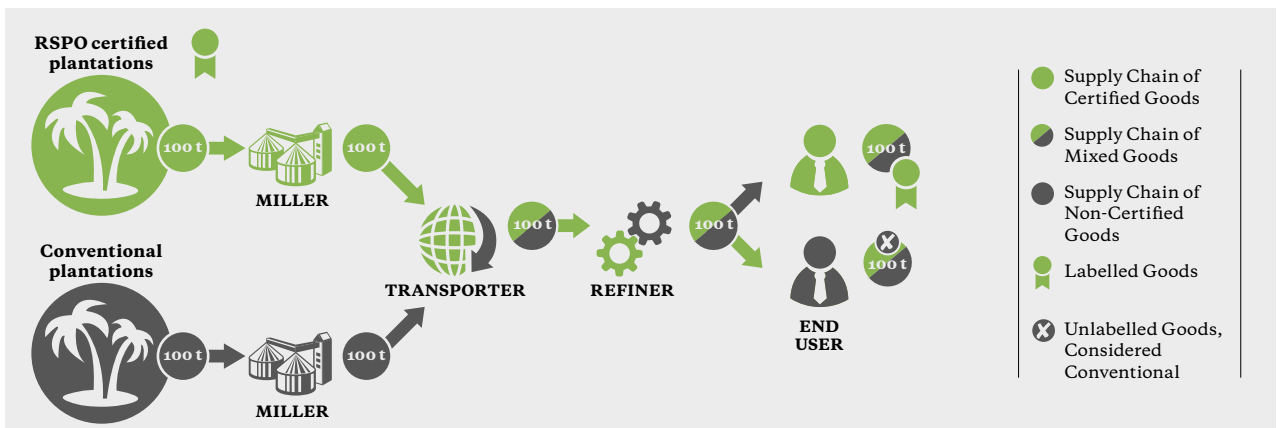 RSPO certified
plantations
100 t
100 t
MILLER
Conventional
plantations
100 t
100 t
MILLER
TRANSPORTER
100 t
REFINER
100 t
100 t
100 t
END
USER
Supply Chain of
Certified Goods
Supply Chain of
Mixed Goods
Supply Chain of
Non-Certified
Goods
Labelled Goods
Unlabelled Goods,
Considered
Conventional